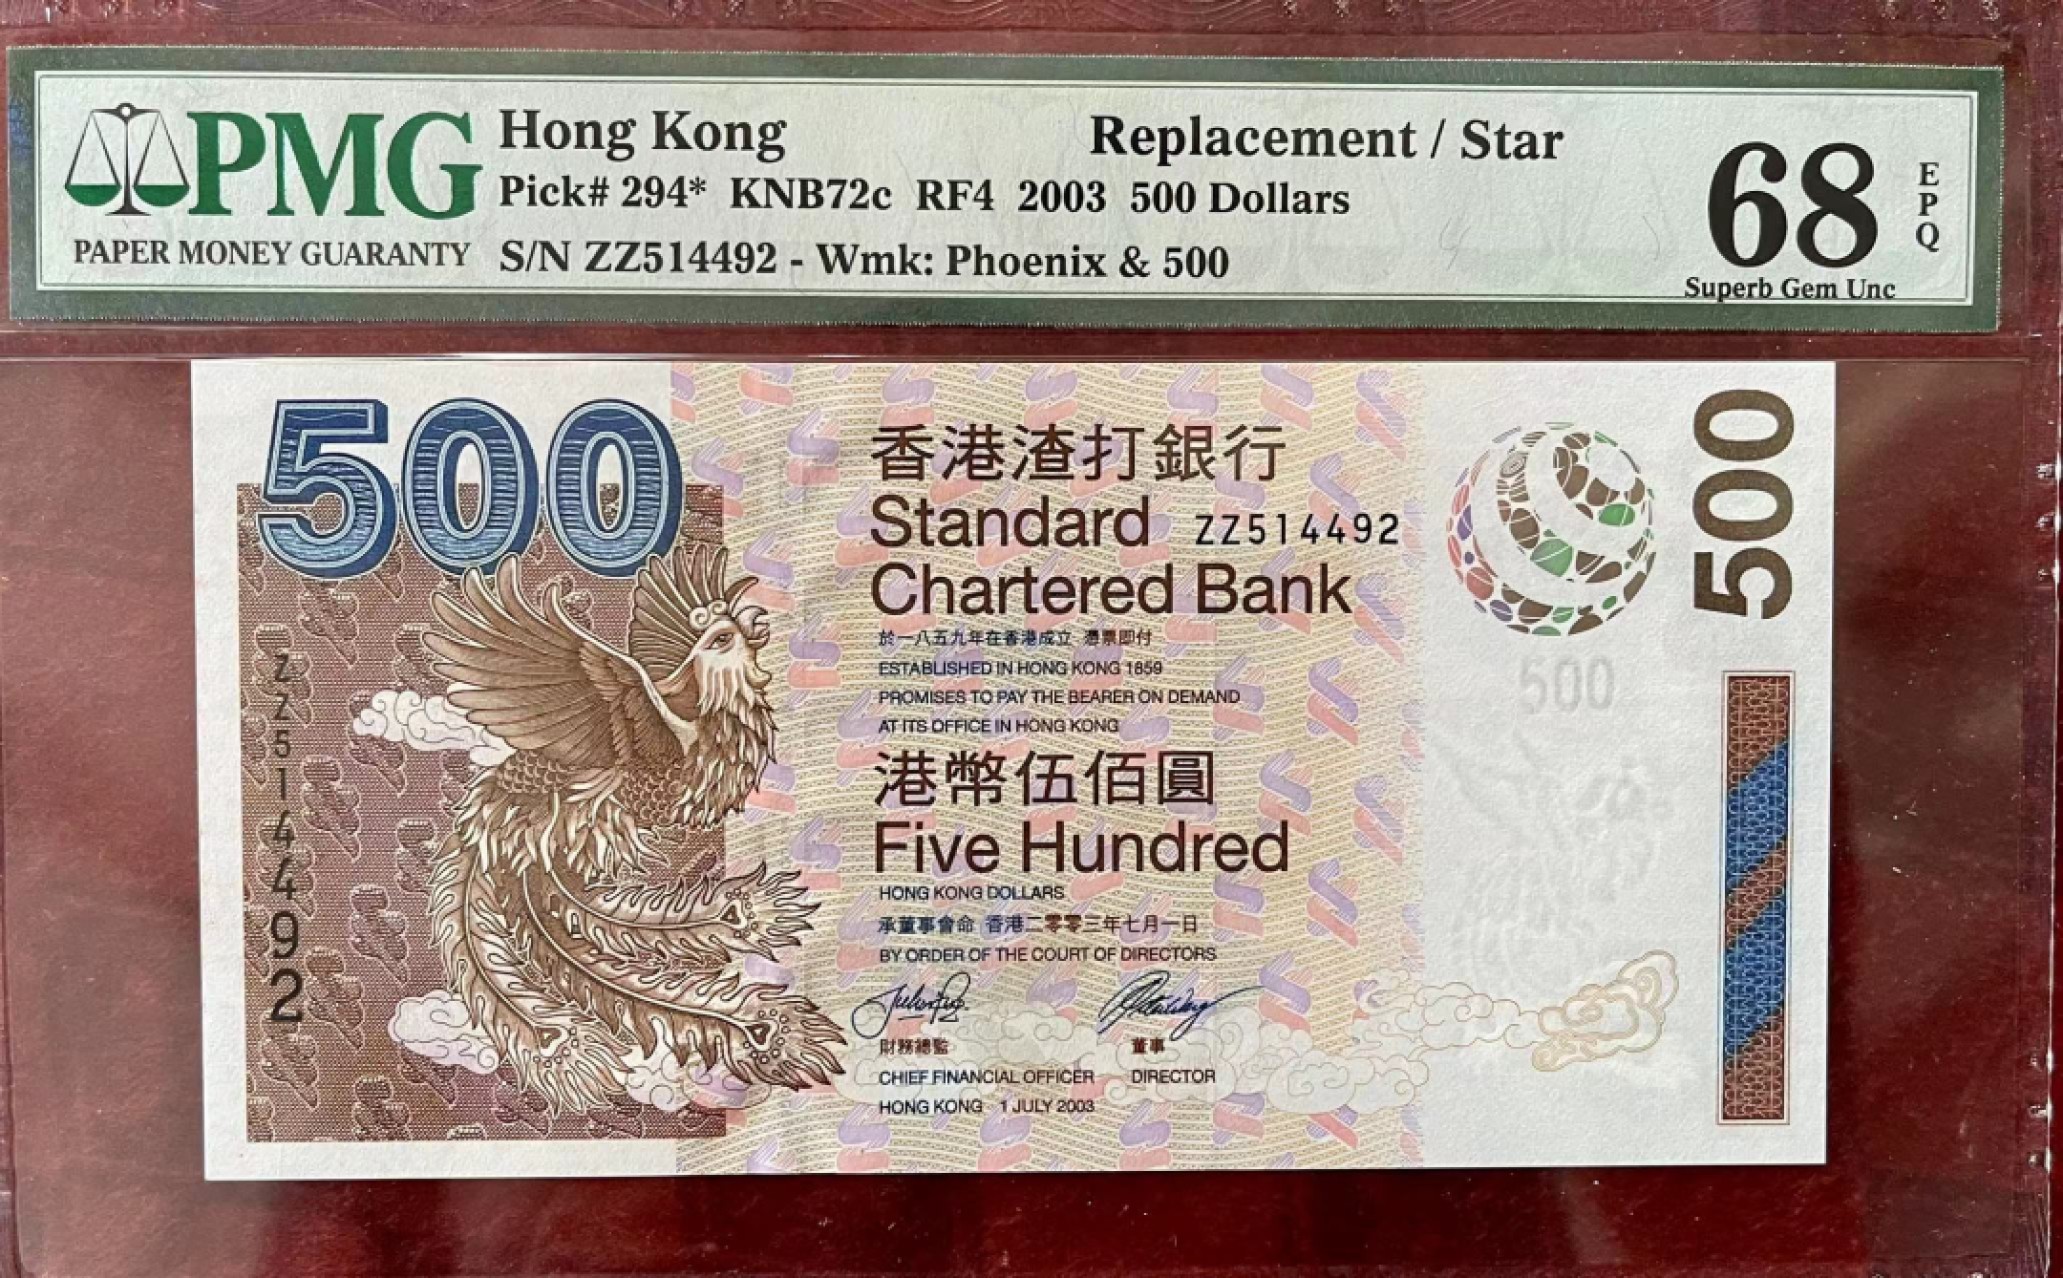 PMG
PAPER MONEY GUARANTY
Hong Kong Replacement / Star
Pick# 294* KNB72c RF4 2003 500 Dollars
S/N ZZ514492 - Wmk: Phoenix & 500
68
EPQ
Superb Gem Unc
500
ZZ514492
香港渣打銀行
Standard ZZ514492
Chartered Bank
於一八五九年在香港成立 憑票即付
ESTABLISHED IN HONG KONG 1859
PROMISES TO PAY THE BEARER ON DEMAND
AT ITS OFFICE IN HONG KONG
港幣伍佰圓
Five Hundred
HONG KONG DOLLARS
承董事會命 香港二零零三年七月一日
BY ORDER OF THE COURT OF DIRECTORS
財務總監 董事
CHIEF FINANCIAL OFFICER DIRECTOR
HONG KONG 1 JULY 2003
500
500